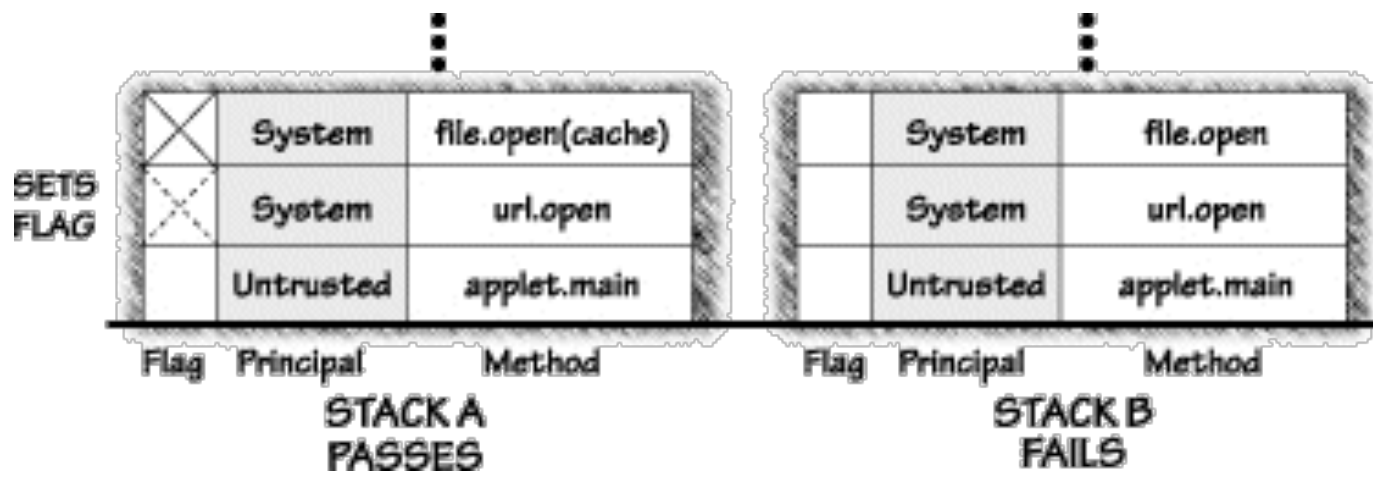 System file.open(cache)
SETS
FLAG
System url.open
Untrusted applet.main
Flag Principal Method
STACK A
PASSES
System file.open
System url.open
Untrusted applet.main
Flag Principal Method
STACK B
FAILS